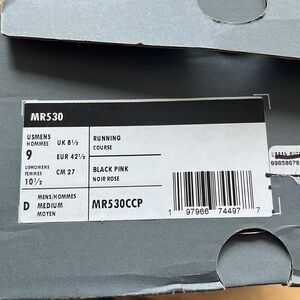 MR530
USMENS
HOMMES
9
UK 8½
EUR 42½
USWOMENS
FEMMES
10½
CM 27
RUNNING
COURSE
BLACK PINK
NOIR ROSE
D
MENS/HOMMES
MEDIUM
MOYEN
MR530CCP
1 97966 74497 7